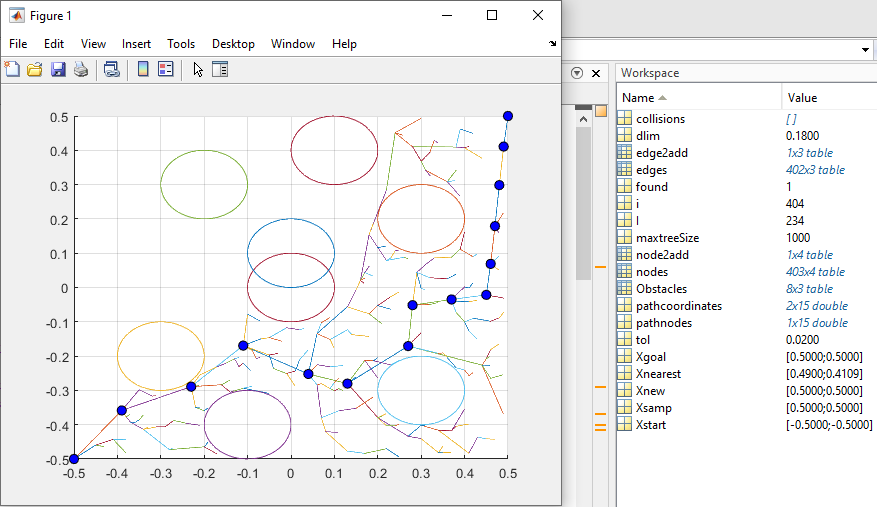 Figure 1
File Edit View Insert Tools Desktop Window Help
0.5
0.4
0.3
0.2
0.1
0
-0.1
-0.2
-0.3
-0.4
-0.5
-0.5 -0.4 -0.3 -0.2 -0.1 0 0.1 0.2 0.3 0.4 0.5
Workspace
Name Value
collisions []
dlim 0.1800
edge2add 1x3 table
edges 402x3 table
found 1
i 404
l 234
maxtreeSize 1000
node2add 1x4 table
nodes 403x4 table
Obstacles 8x3 table
pathcoordinates 2x15 double
pathnodes 1x15 double
tol 0.0200
Xgoal [0.5000;0.5000]
Xnearest [0.4900;0.4109]
Xnew [0.5000;0.5000]
Xsamp [0.5000;0.5000]
Xstart [-0.5000;-0.5000]